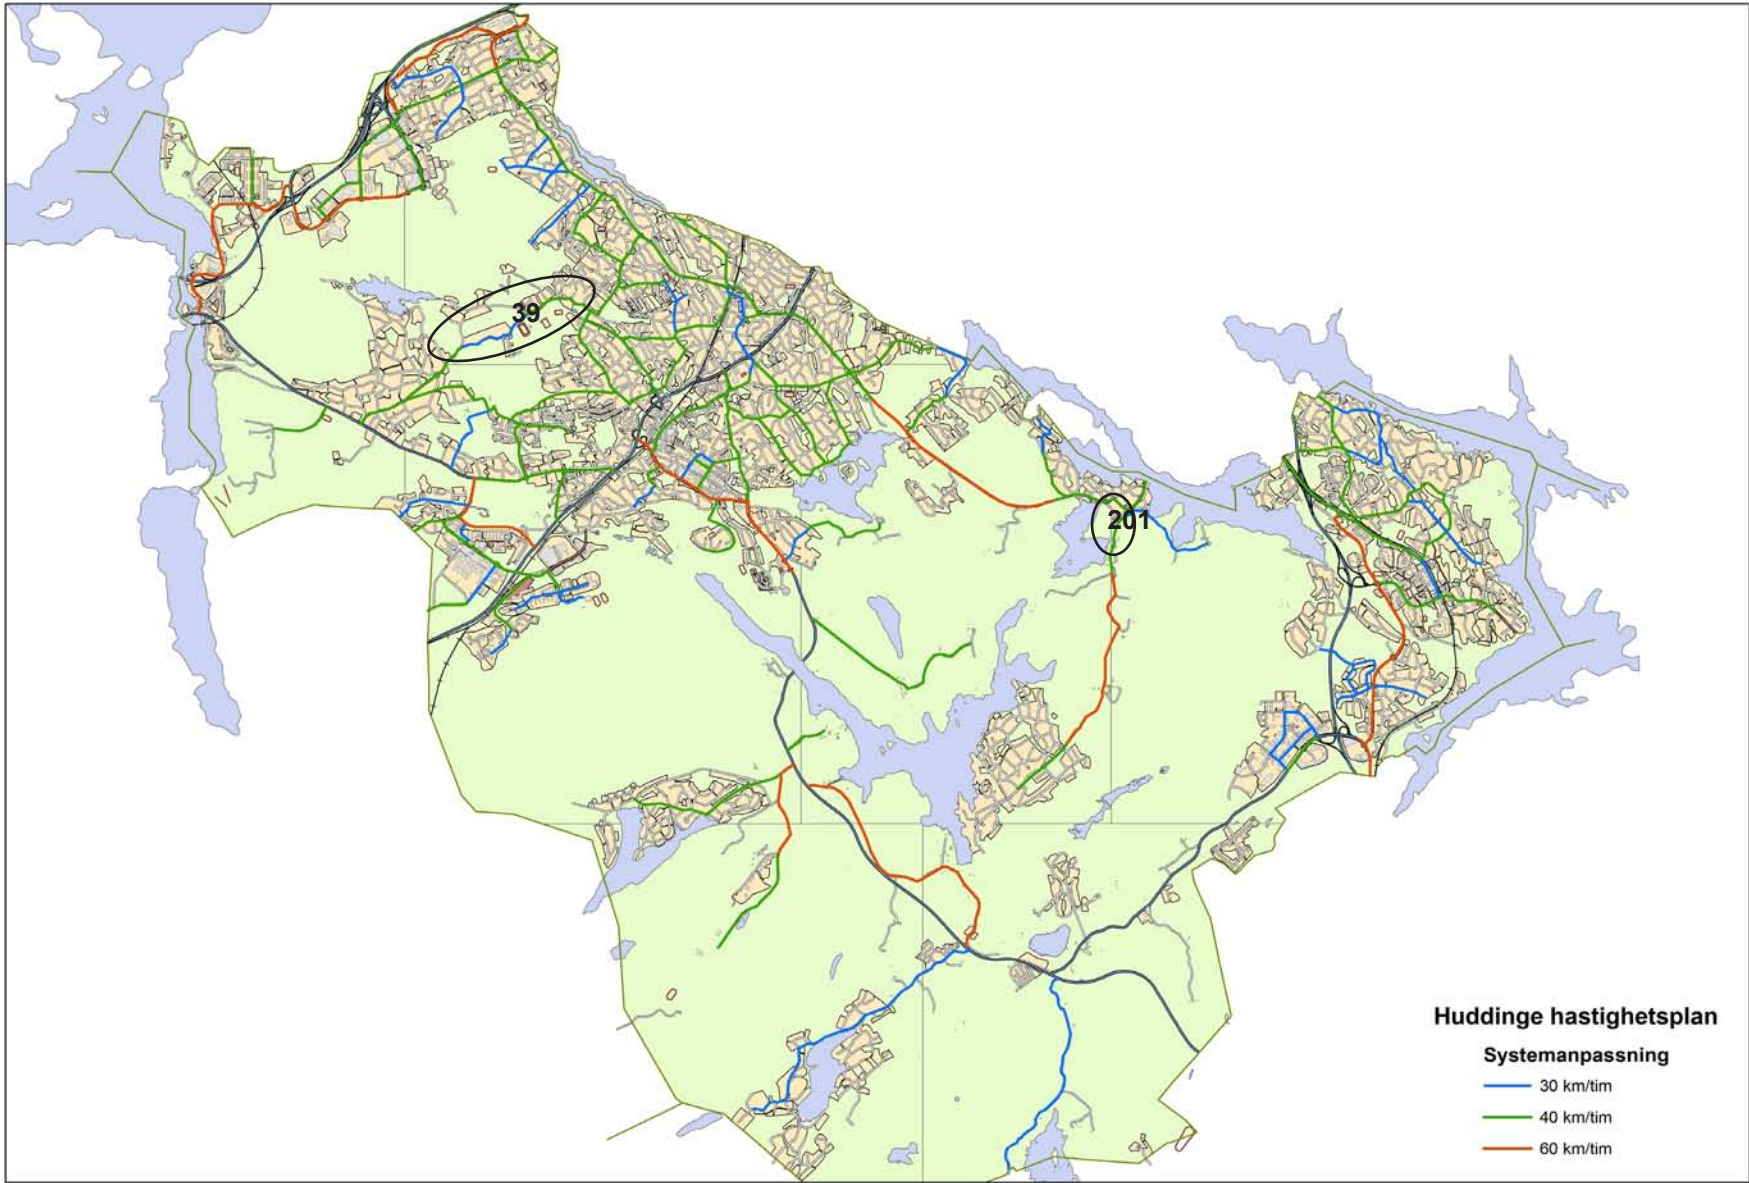 39
201
Huddinge hastighetsplan
Systemanpassning
30 km/tim
40 km/tim
60 km/tim